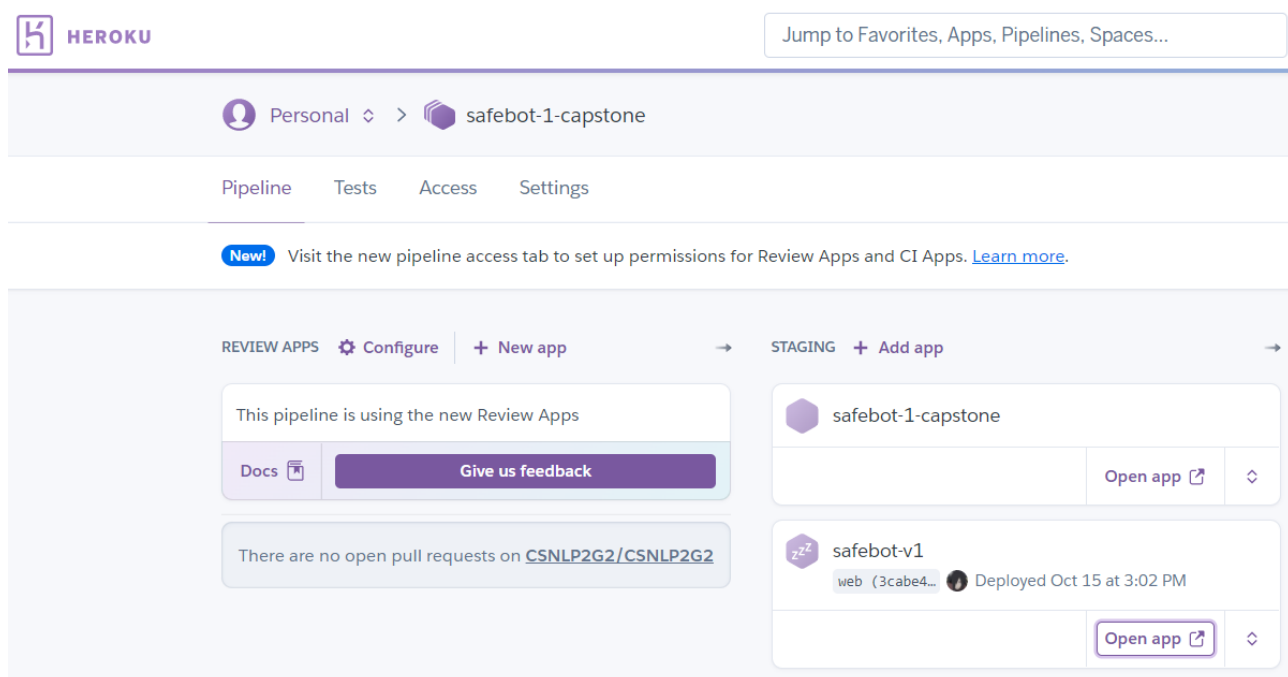 HEROKU
Jump to Favorites, Apps, Pipelines, Spaces...
Personal > safebot-1-capstone
Pipeline Tests Access Settings
New! Visit the new pipeline access tab to set up permissions for Review Apps and CI Apps. Learn more.
REVIEW APPS Configure + New app
This pipeline is using the new Review Apps
Docs Give us feedback
There are no open pull requests on CSNLP2G2/CSNLP2G2
STAGING + Add app
safebot-1-capstone
Open app
zzZ safebot-v1
web (3cabe4… Deployed Oct 15 at 3:02 PM
Open app